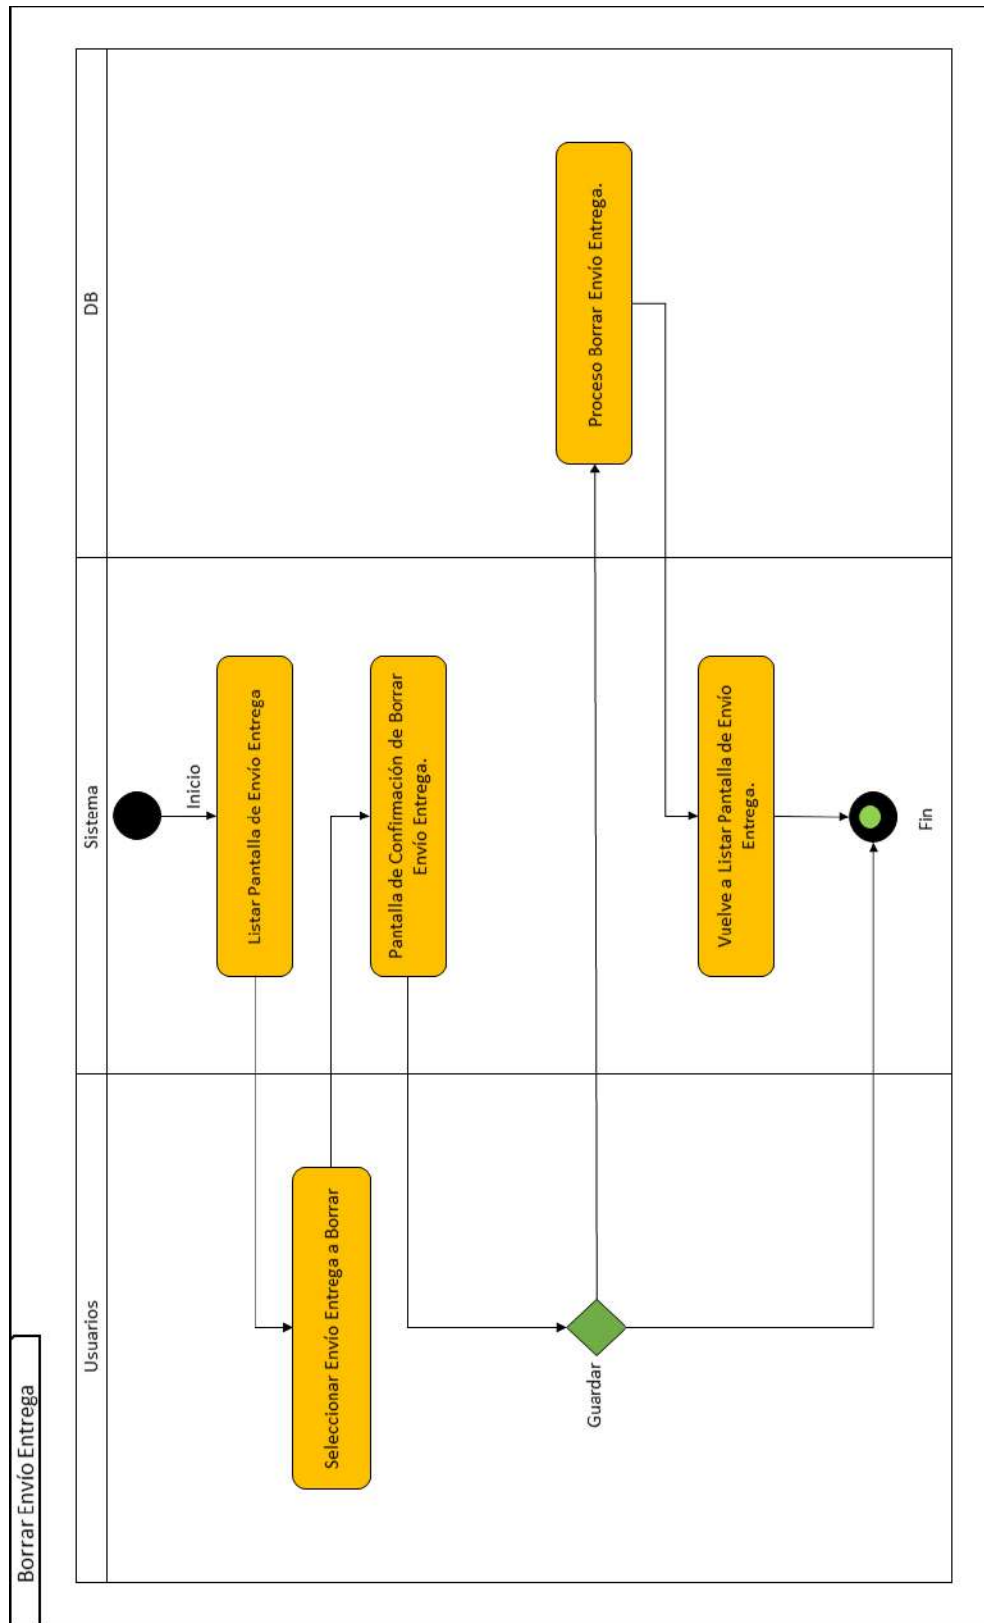 Borrar Envío Entrega
Usuarios
Sistema
DB
Inicio
Listar Pantalla de Envío Entrega
Seleccionar Envío Entrega a Borrar
Pantalla de Confirmación de Borrar
Envío Entrega.
Guardar
Proceso Borrar Envío Entrega.
Vuelve a Listar Pantalla de Envío
Entrega.
Fin